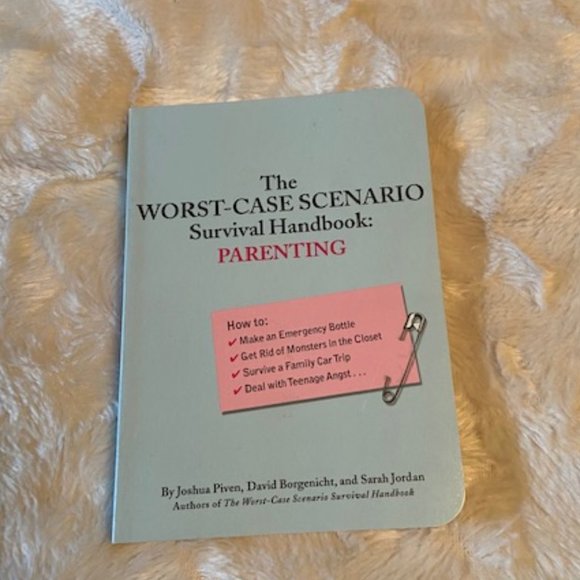 The
WORST-CASE SCENARIO
Survival Handbook:
PARENTING
How to:
✓ Make an Emergency Bottle
✓ Get Rid of Monsters in the Closet
✓ Survive a Family Car Trip
✓ Deal with Teenage Angst . . .
By Joshua Piven, David Borgenicht, and Sarah Jordan
Authors of The Worst-Case Scenario Survival Handbook